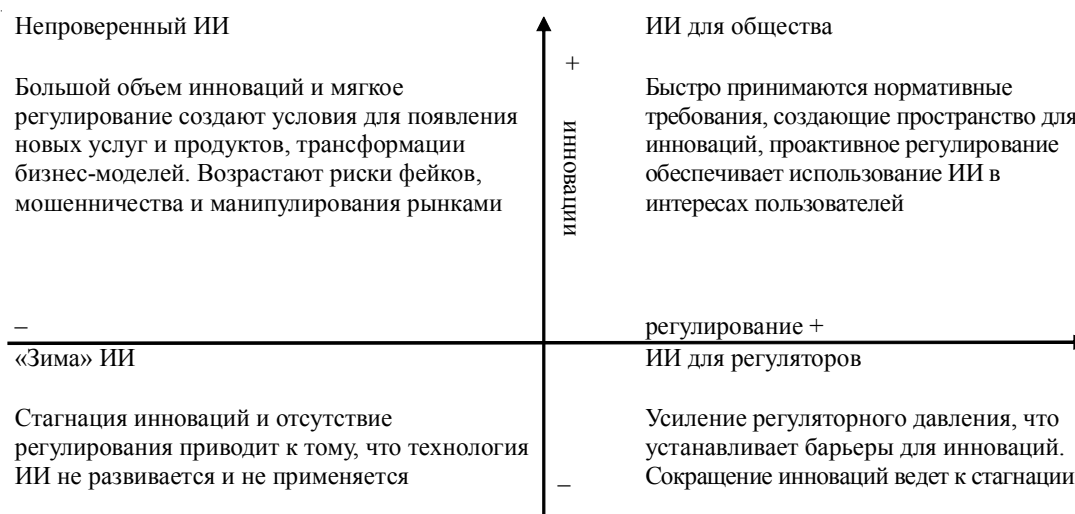 Непроверенный ИИ
Большой объем инноваций и мягкое
регулирование создают условия для появления
новых услуг и продуктов, трансформации
бизнес-моделей. Возрастают риски фейков,
мошенничества и манипулирования рынками
+
инновации
ИИ для общества
Быстро принимаются нормативные
требования, создающие пространство для
инноваций, проактивное регулирование
обеспечивает использование ИИ в
интересах пользователей
–
регулирование +
«Зима» ИИ
Стагнация инноваций и отсутствие
регулирования приводит к тому, что технология
ИИ не развивается и не применяется
–
ИИ для регуляторов
Усиление регуляторного давления, что
устанавливает барьеры для инноваций.
Сокращение инноваций ведет к стагнации